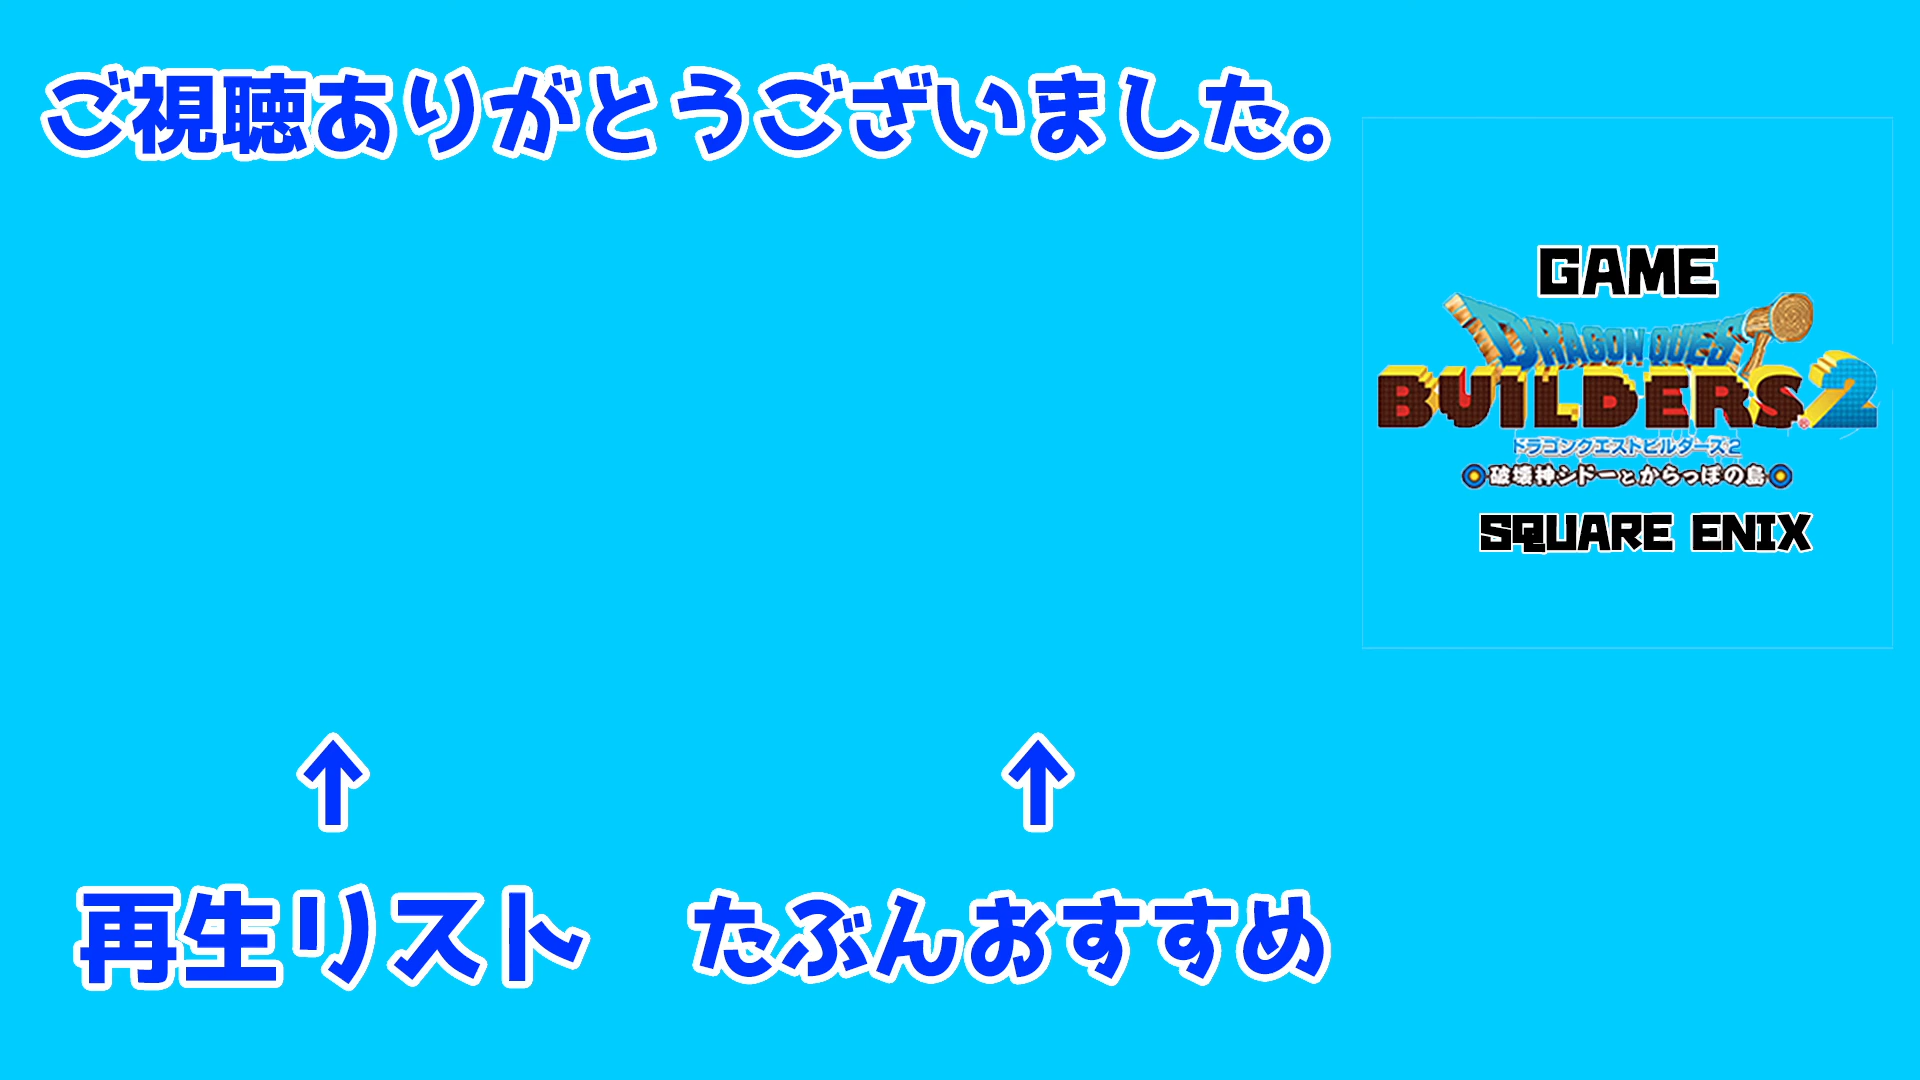 ご視聴ありがとうございました。
GAME
DRAGON QUEST
BUILDERS 2
ドラゴンクエストビルダーズ2
破壊神シドーとからっぽの島
SQUARE ENIX
↑ ↑
再生リスト たぶんおすすめ